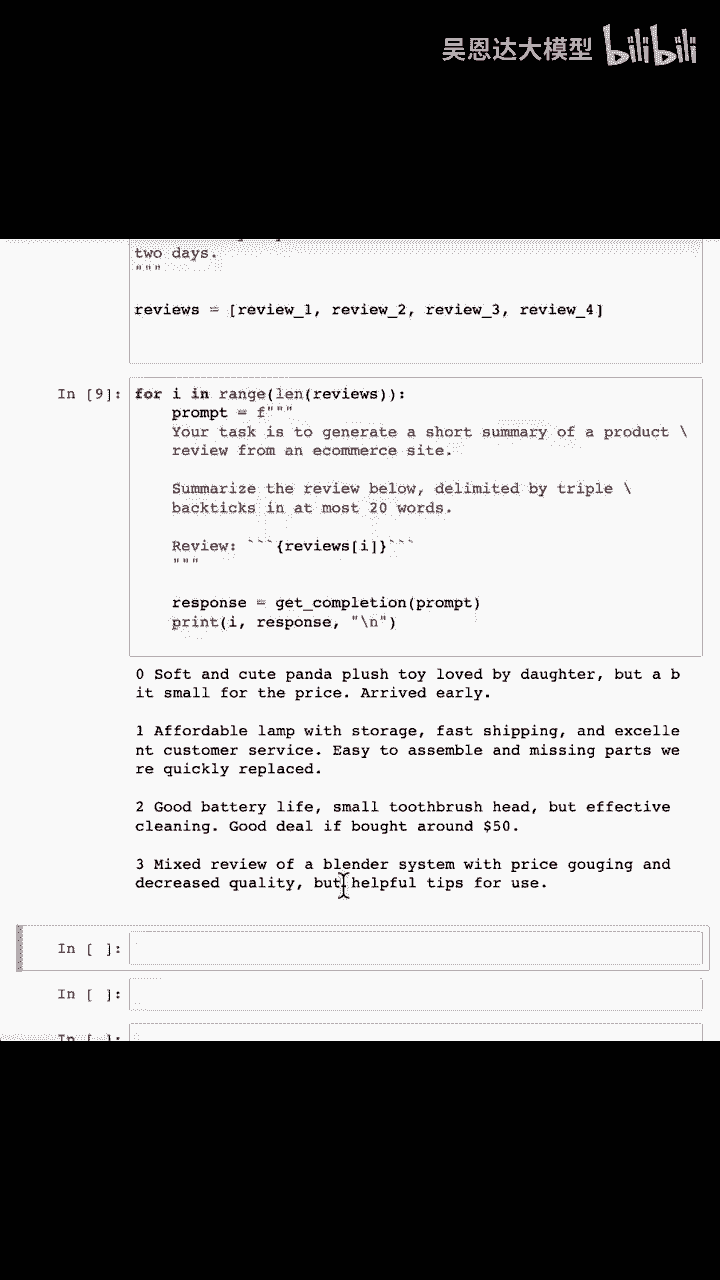 吴恩达大模型 bilibili
two days.
"""
reviews = [review_1, review_2, review_3, review_4]
In [9]: for i in range(len(reviews)):
prompt = f"""
Your task is to generate a short summary of a product \
review from an ecommerce site.
Summarize the review below, delimited by triple \
backticks in at most 20 words.
Review: ```{reviews[i]}```
"""
response = get_completion(prompt)
print(i, response, "\n")
0 Soft and cute panda plush toy loved by daughter, but a b
it small for the price. Arrived early.
1 Affordable lamp with storage, fast shipping, and excelle
nt customer service. Easy to assemble and missing parts we
re quickly replaced.
2 Good battery life, small toothbrush head, but effective
cleaning. Good deal if bought around $50.
3 Mixed review of a blender system with price gouging and
decreased quality, but helpful tips for use.
In [ ]:
In [ ]:
In [ ]: